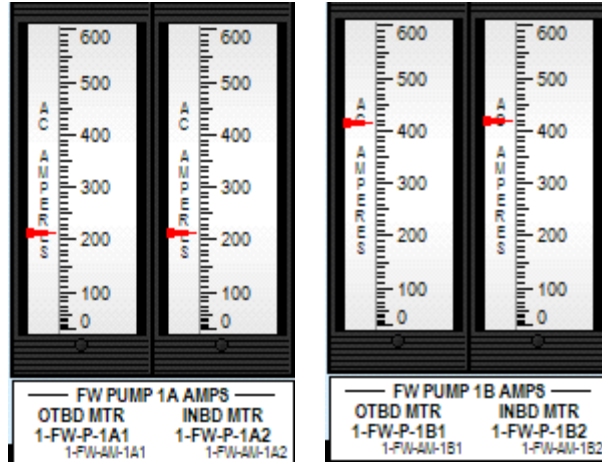 600 600
500 500
400 400
300 300
200 200
100 100
0 0
AC AMPERES AC AMPERES
FW PUMP 1A AMPS
OTBD MTR INBD MTR
1-FW-P-1A1 1-FW-P-1A2
1-FW-AM-1A1 1-FW-AM-1A2
600 600
500 500
400 400
300 300
200 200
100 100
0 0
AC AMPERES AC AMPERES
FW PUMP 1B AMPS
OTBD MTR INBD MTR
1-FW-P-1B1 1-FW-P-1B2
1-FW-AM-1B1 1-FW-AM-1B2